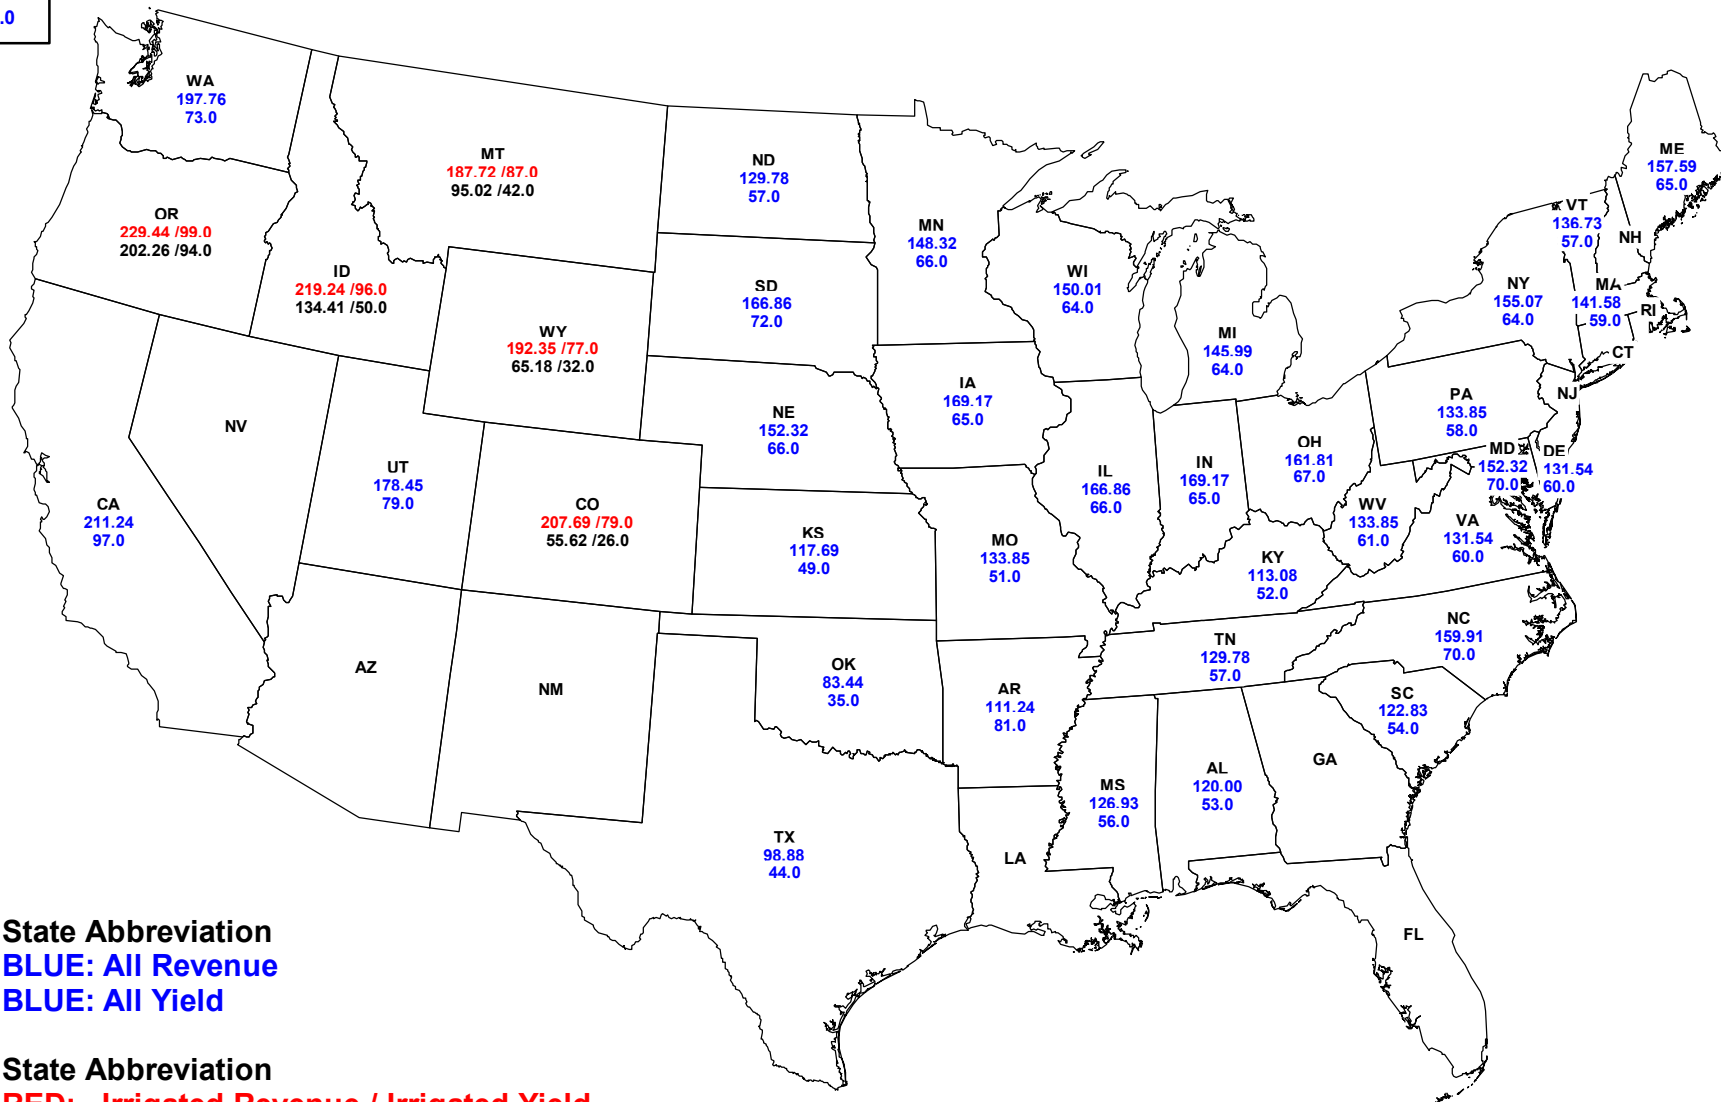 .0
WA
197.76
73.0
MT
187.72 /87.0
95.02 /42.0
ND
129.78
57.0
MN
148.32
66.0
ME
157.59
65.0
VT
136.73
57.0
NH
OR
229.44 /99.0
202.26 /94.0
ID
219.24 /96.0
134.41 /50.0
WY
192.35 /77.0
65.18 /32.0
SD
166.86
72.0
WI
150.01
64.0
MI
145.99
64.0
NY
155.07
64.0
MA
141.58
59.0
RI
CT
NJ
NV
NE
152.32
66.0
IA
169.17
65.0
PA
133.85
58.0
UT
178.45
79.0
CO
207.69 /79.0
55.62 /26.0
IL
166.86
66.0
IN
169.17
65.0
OH
161.81
67.0
MD
152.32
70.0
DE
131.54
60.0
CA
211.24
97.0
KS
117.69
49.0
MO
133.85
51.0
WV
133.85
61.0
VA
131.54
60.0
KY
113.08
52.0
AZ
NM
OK
83.44
35.0
AR
111.24
81.0
TN
129.78
57.0
NC
159.91
70.0
SC
122.83
54.0
TX
98.88
44.0
LA
MS
126.93
56.0
AL
120.00
53.0
GA
FL
State Abbreviation
BLUE: All Revenue
BLUE: All Yield
State Abbreviation
RED: Irrigated Revenue / Irrigated Yield